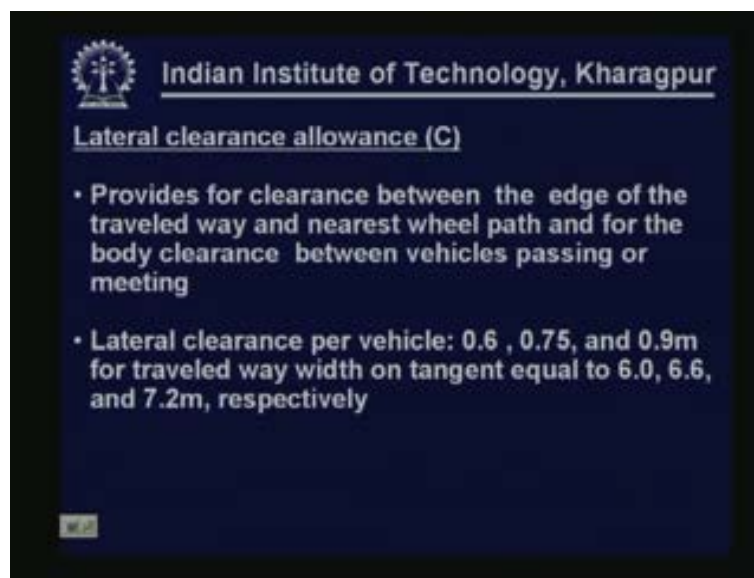 Indian Institute of Technology, Kharagpur
Lateral clearance allowance (C)
• Provides for clearance between the edge of the
traveled way and nearest wheel path and for the
body clearance between vehicles passing or
meeting
• Lateral clearance per vehicle: 0.6 , 0.75, and 0.9m
for traveled way width on tangent equal to 6.0, 6.6,
and 7.2m, respectively